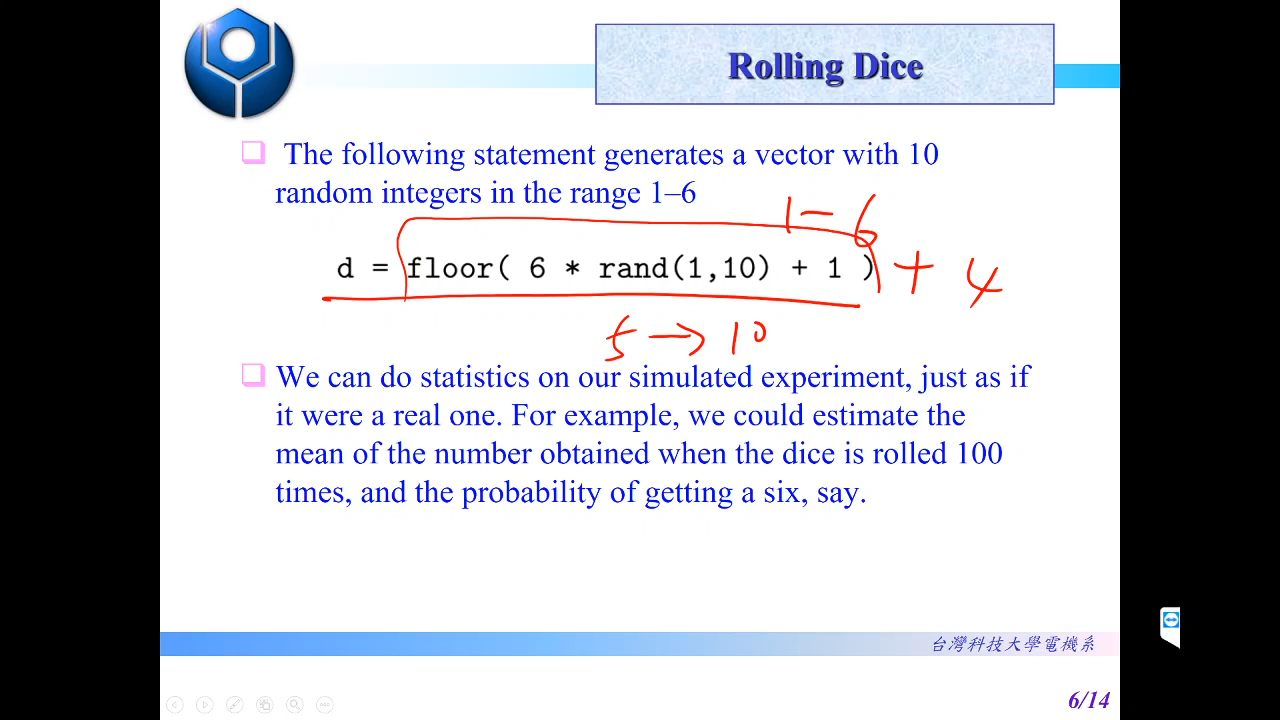 Rolling Dice
The following statement generates a vector with 10
random integers in the range 1–6
1 – 6
d = floor( 6 * rand(1,10) + 1 ) + 4
5 → 10
We can do statistics on our simulated experiment, just as if
it were a real one. For example, we could estimate the
mean of the number obtained when the dice is rolled 100
times, and the probability of getting a six, say.
台灣科技大學電機系
6/14